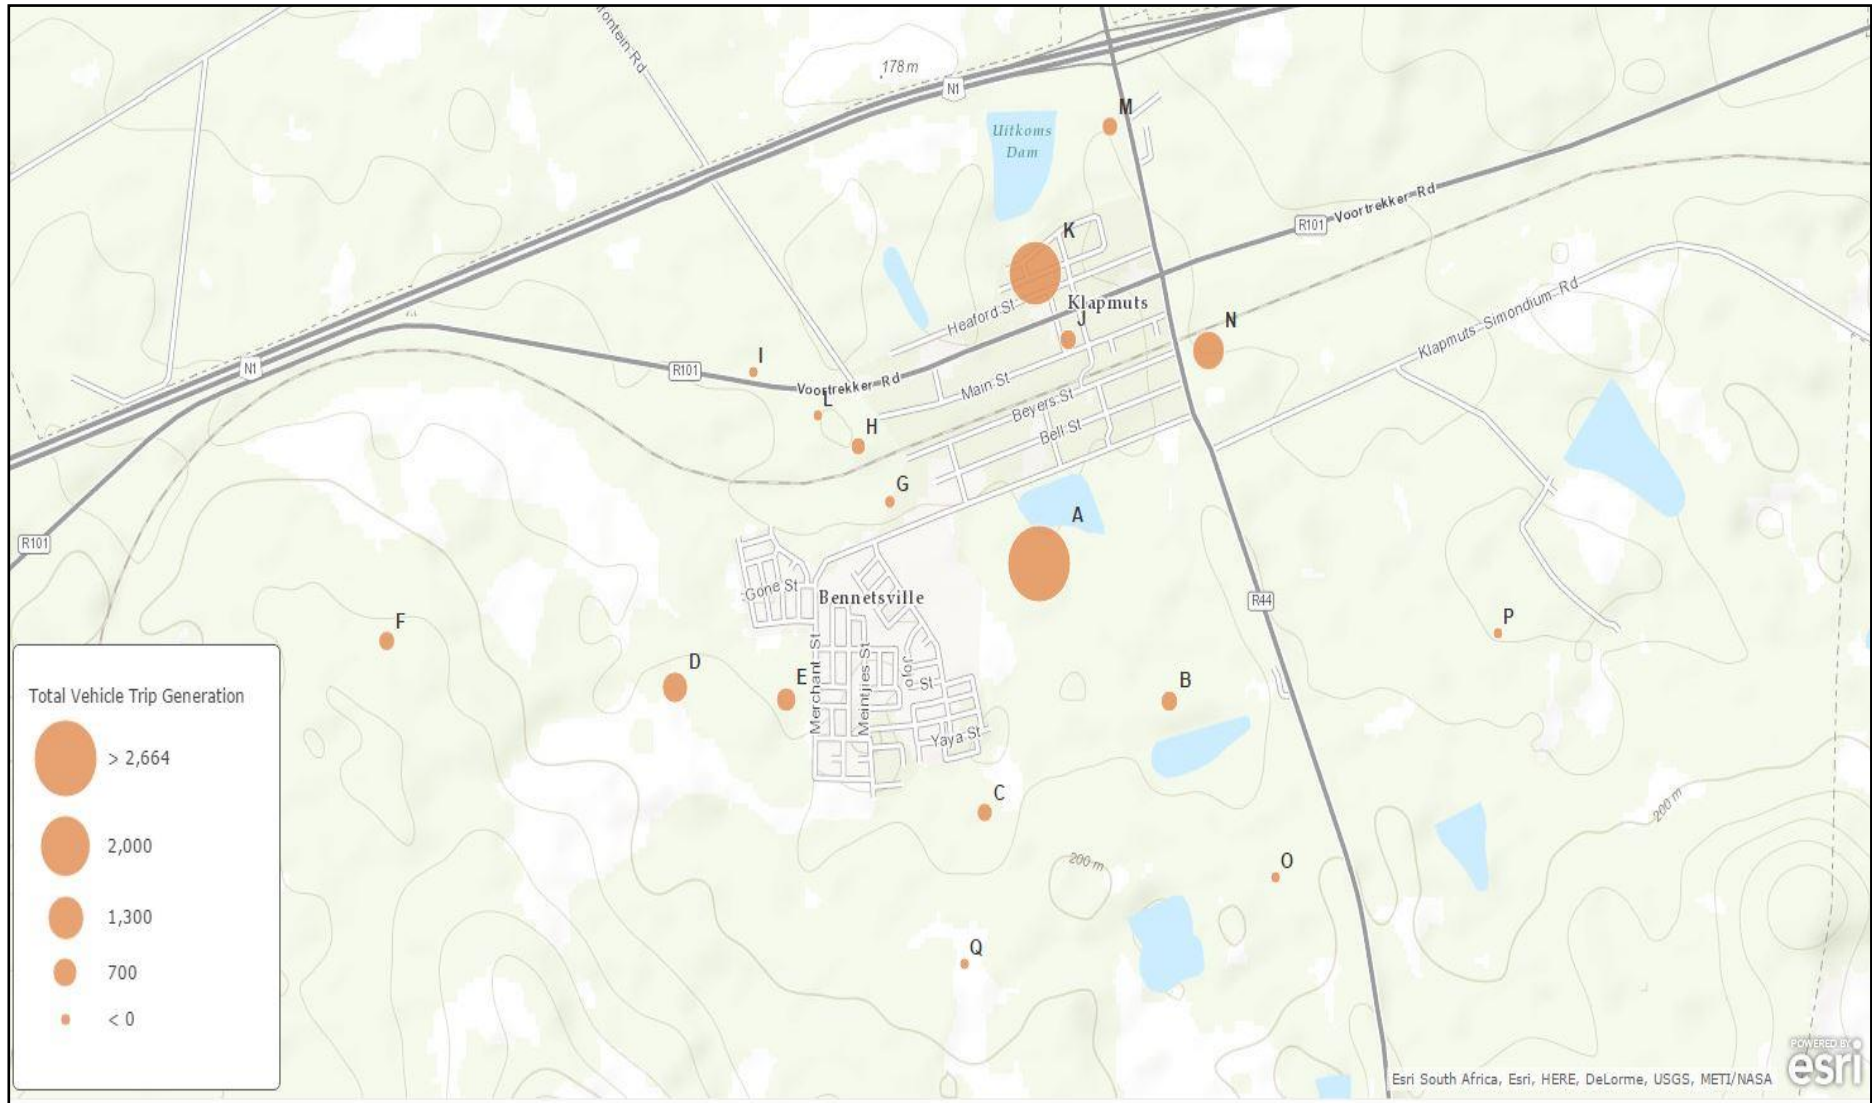 ontein Rd
178 m
N1
M
Uitkoms
Dam
R101
Voortrekker Rd
K
Klapmuts
J
Heaford St
N
Klapmuts Simondium Rd
I
N1
R101
Voortrekker Rd
L
Main St
H
Beyers St
Bell St
G
A
R101
Gone St
Bennetsville
R44
F
P
D
E
Merchant St
Meintjies St
Jojo St
B
Yaya St
C
200 m
200 m
O
Q
Total Vehicle Trip Generation
> 2,664
2,000
1,300
700
< 0
POWERED BY
esri
Esri South Africa, Esri, HERE, DeLorme, USGS, METI/NASA